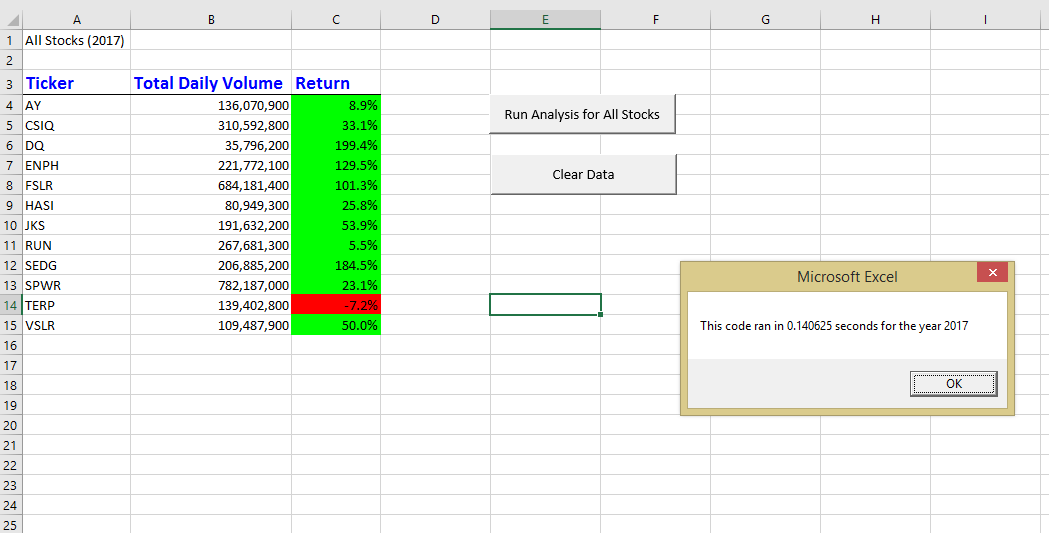 A B C D E F G H I
1 All Stocks (2017)
2
3 Ticker Total Daily Volume Return
4 AY 136,070,900 8.9%
5 CSIQ 310,592,800 33.1%
6 DQ 35,796,200 199.4%
7 ENPH 221,772,100 129.5%
8 FSLR 684,181,400 101.3%
9 HASI 80,949,300 25.8%
10 JKS 191,632,200 53.9%
11 RUN 267,681,300 5.5%
12 SEDG 206,885,200 184.5%
13 SPWR 782,187,000 23.1%
14 TERP 139,402,800 -7.2%
15 VSLR 109,487,900 50.0%
16
17
18
19
20
21
22
23
24
25
Run Analysis for All Stocks
Clear Data
Microsoft Excel
This code ran in 0.140625 seconds for the year 2017
OK